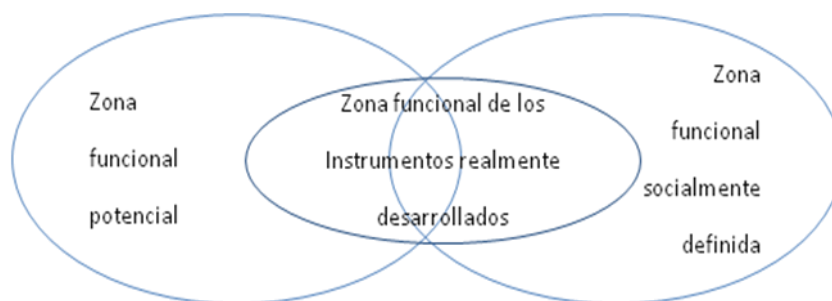 Zona
funcional
potencial
Zona funcional de los
Instrumentos realmente
desarrollados
Zona
funcional
socialmente
definida